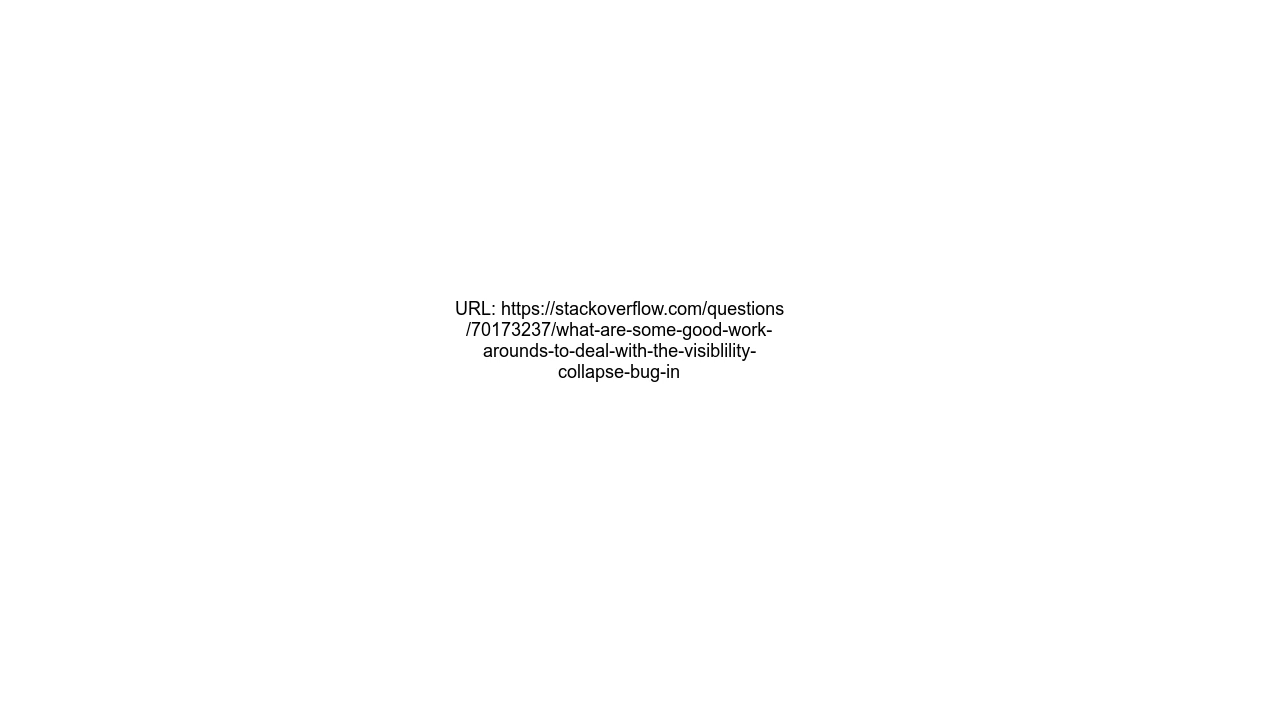 URL: https://stackoverflow.com/questions
/70173237/what-are-some-good-work-
arounds-to-deal-with-the-visiblility-
collapse-bug-in